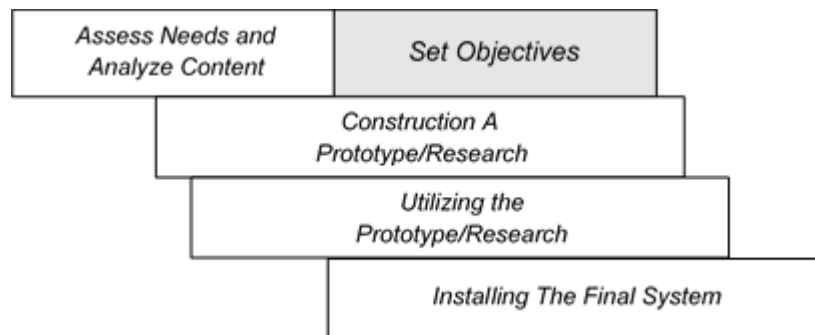 Assess Needs and
Analyze Content
Set Objectives
Construction A
Prototype/Research
Utilizing the
Prototype/Research
Installing The Final System